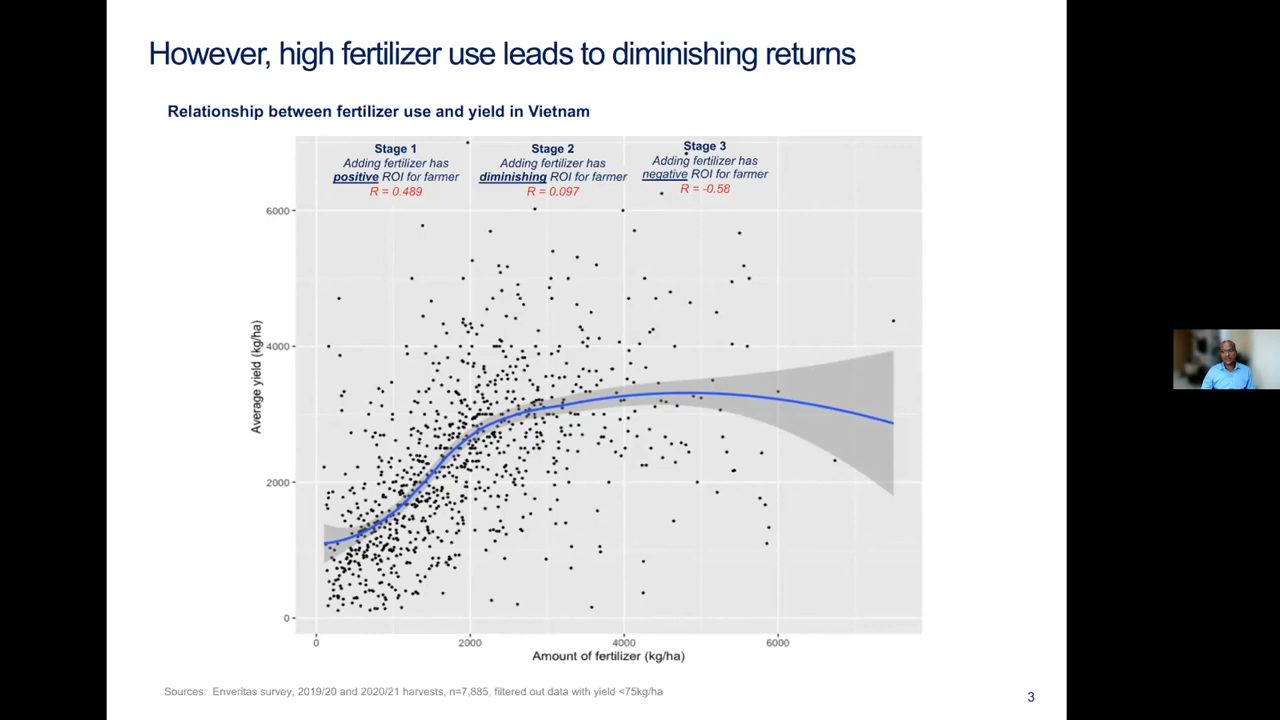 However, high fertilizer use leads to diminishing returns
Relationship between fertilizer use and yield in Vietnam
Stage 1
Adding fertilizer has
positive ROI for farmer
R = 0.489
Stage 2
Adding fertilizer has
diminishing ROI for farmer
R = 0.097
Stage 3
Adding fertilizer has
negative ROI for farmer
R = -0.58
Average yield (kg/ha)
6000
4000
2000
0
0 2000 4000 6000
Amount of fertilizer (kg/ha)
Sources: Enveritas survey, 2019/20 and 2020/21 harvests, n=7,885, filtered out data with yield <75kg/ha
3